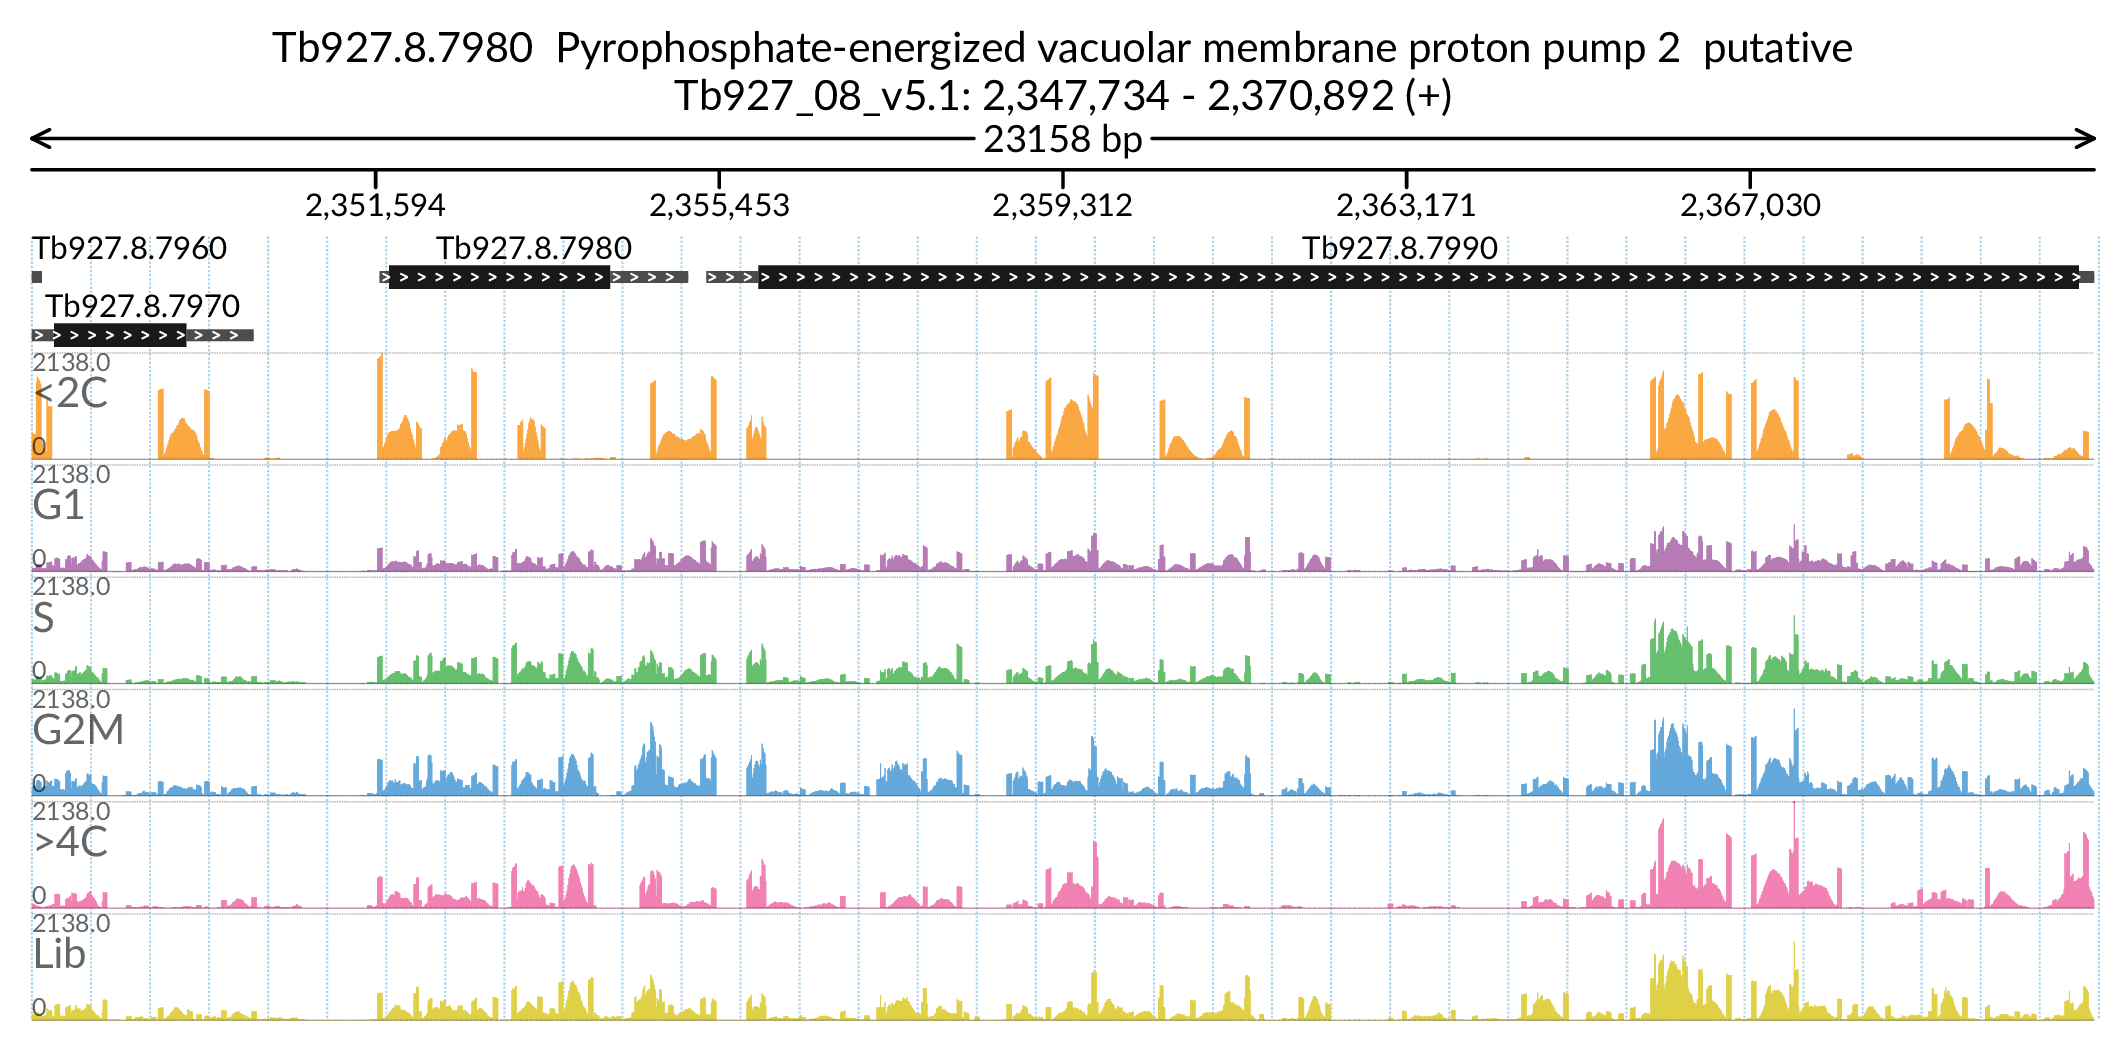 Tb927.8.7980  Pyrophosphate-energized vacuolar membrane proton pump 2  putative
Tb927_08_v5.1: 2,347,734 - 2,370,892 (+)
23158 bp
2,351,594 2,355,453 2,359,312 2,363,171 2,367,030
Tb927.8.7960 Tb927.8.7980 Tb927.8.7990
Tb927.8.7970
2138.0
<2C
0
2138.0
G1
0
2138.0
S
0
2138.0
G2M
0
2138.0
>4C
0
2138.0
Lib
0